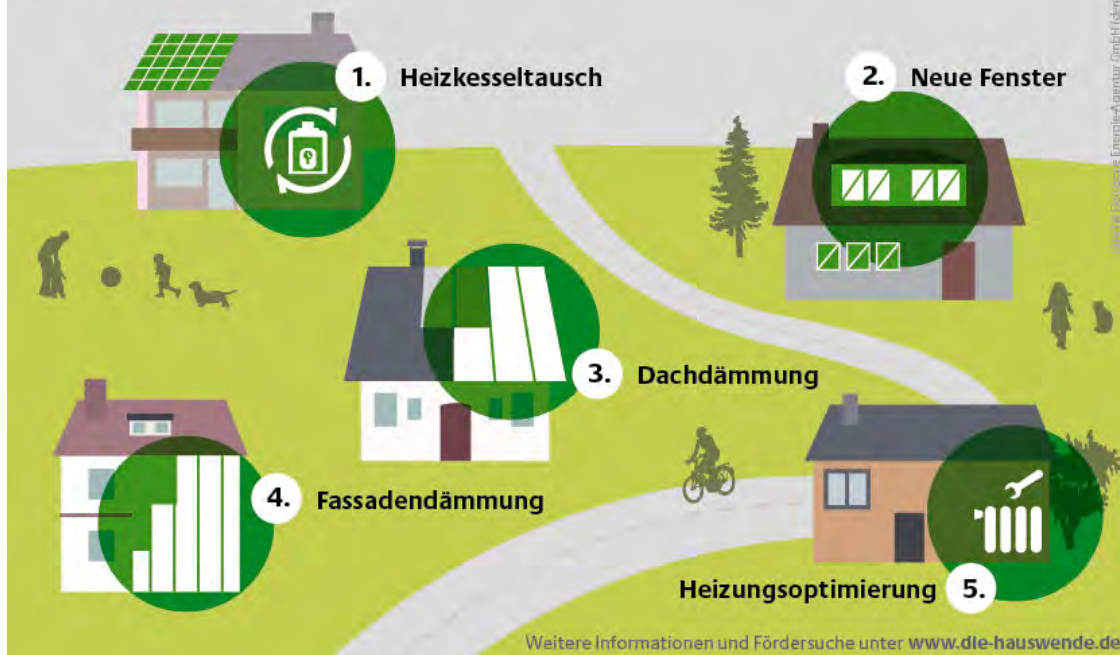 1. Heizkesseltausch
2. Neue Fenster
3. Dachdämmung
4. Fassadendämmung
Heizungsoptimierung 5.
Weitere Informationen und Fördersuche unter www.die-hauswende.de